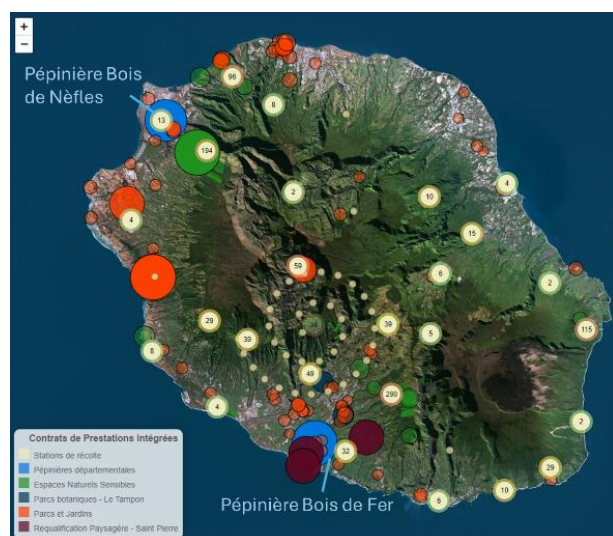 +
−
Pépinière Bois
de Nèfles
96
8
13
194
2
10
4
4
15
59
6
2
29
39
39
5
115
8
49
290
4
2
32
29
10
6
Pépinière Bois de Fer
Contrats de Prestations Intégrées
Stations de récolte
Pépinières départementales
Espaces Naturels Sensibles
Parcs botaniques - Le Tampon
Parcs et Jardins
Requalification Paysagère - Saint Pierre